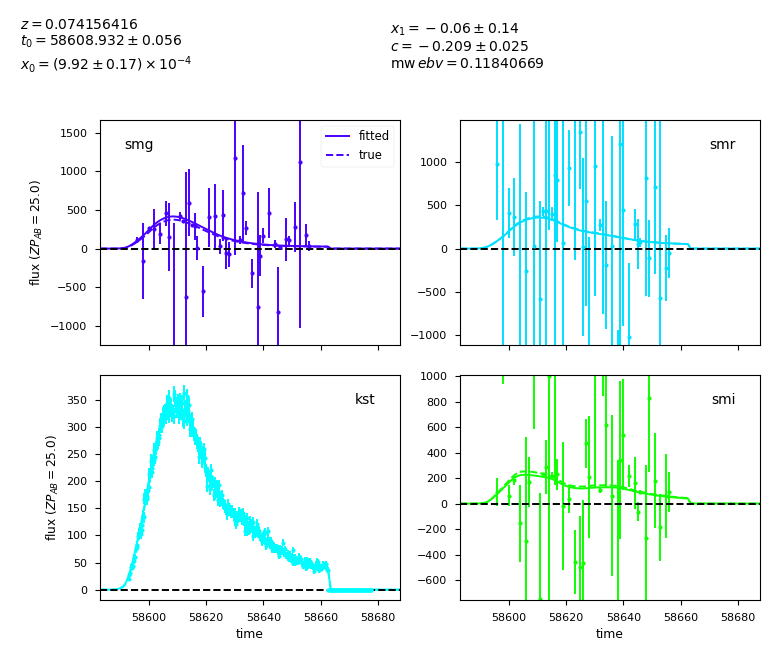 z = 0.074156416
t₀ = 58608.932 ± 0.056
x₀ = (9.92 ± 0.17) × 10⁻⁴
x₁ = −0.06 ± 0.14
c = −0.209 ± 0.025
mw ebv = 0.11840669
smg
fitted
true
1500
1000
500
0
−500
−1000
flux (ZP_AB = 25.0)
smr
1000
500
0
−500
−1000
kst
350
300
250
200
150
100
50
0
flux (ZP_AB = 25.0)
58600 58620 58640 58660 58680
time
smi
1000
800
600
400
200
0
−200
−400
−600
58600 58620 58640 58660 58680
time